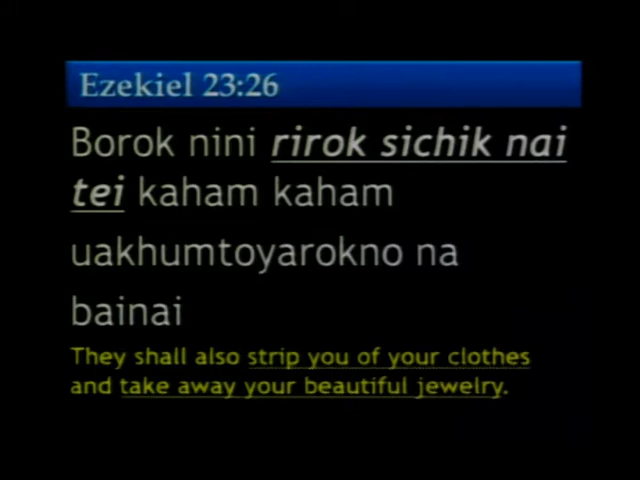 Ezekiel 23:26
Borok nini rirok sichik nai
tei kaham kaham
uakhumtoyarokno na
bainai
They shall also strip you of your clothes
and take away your beautiful jewelry.